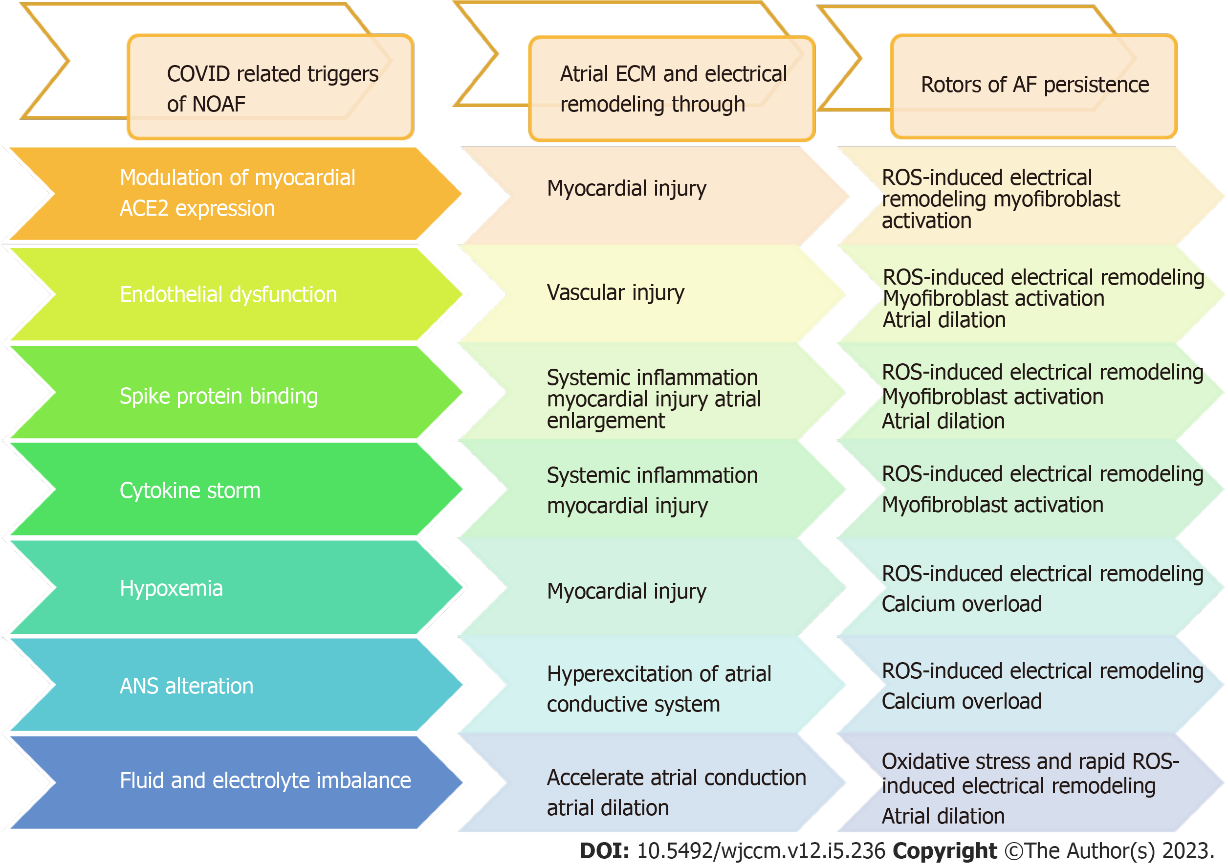 COVID related triggers
of NOAF
Atrial ECM and electrical
remodeling through
Rotors of AF persistence
Modulation of myocardial
ACE2 expression
Myocardial injury
ROS-induced electrical
remodeling myofibroblast
activation
Endothelial dysfunction
Vascular injury
ROS-induced electrical remodeling
Myofibroblast activation
Atrial dilation
Spike protein binding
Systemic inflammation
myocardial injury atrial
enlargement
ROS-induced electrical remodeling
Myofibroblast activation
Atrial dilation
Cytokine storm
Systemic inflammation
myocardial injury
ROS-induced electrical remodeling
Myofibroblast activation
Hypoxemia
Myocardial injury
ROS-induced electrical remodeling
Calcium overload
ANS alteration
Hyperexcitation of atrial
conductive system
ROS-induced electrical remodeling
Calcium overload
Fluid and electrolyte imbalance
Accelerate atrial conduction
atrial dilation
Oxidative stress and rapid ROS-
induced electrical remodeling
Atrial dilation
DOI: 10.5492/wjccm.v12.i5.236 Copyright ©The Author(s) 2023.